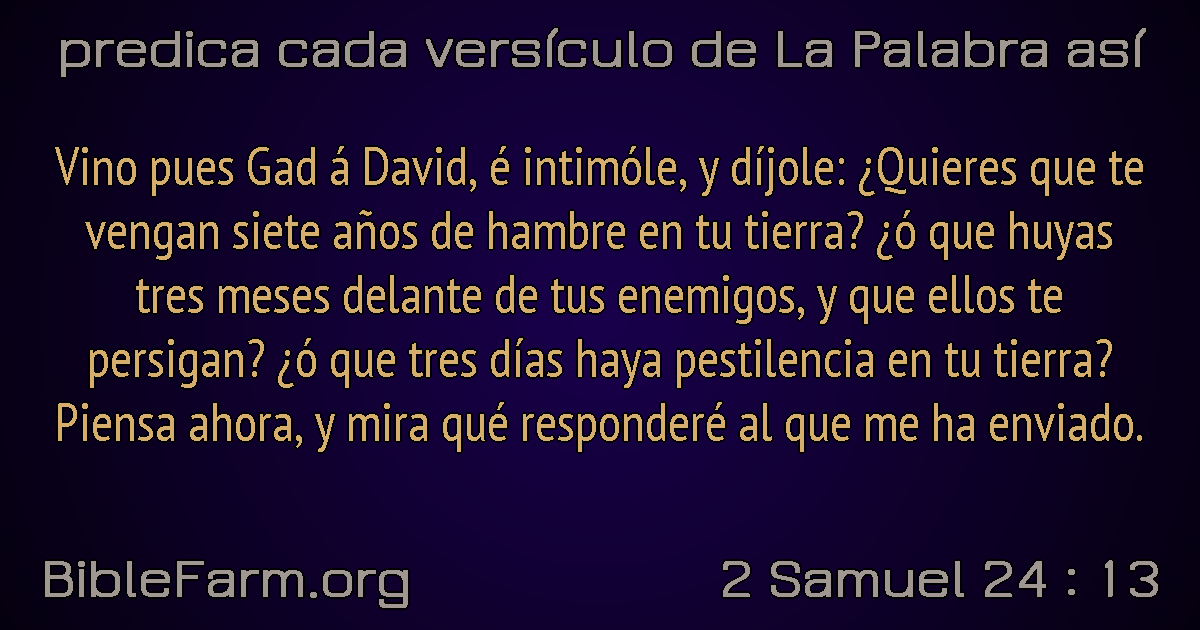 predica cada versículo de La Palabra así
Vino pues Gad á David, é intimóle, y díjole: ¿Quieres que te
vengan siete años de hambre en tu tierra? ¿ó que huyas
tres meses delante de tus enemigos, y que ellos te
persigan? ¿ó que tres días haya pestilencia en tu tierra?
Piensa ahora, y mira qué responderé al que me ha enviado.
BibleFarm.org
2 Samuel 24 : 13